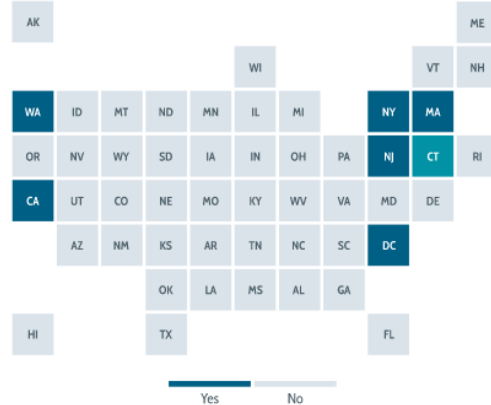 AK ME
WI VT NH
WA ID MT ND MN IL MI NY MA
OR NV WY SD IA IN OH PA NJ CT RI
CA UT CO NE MO KY WV VA MD DE
AZ NM KS AR TN NC SC DC
OK LA MS AL GA
HI TX FL
Yes No